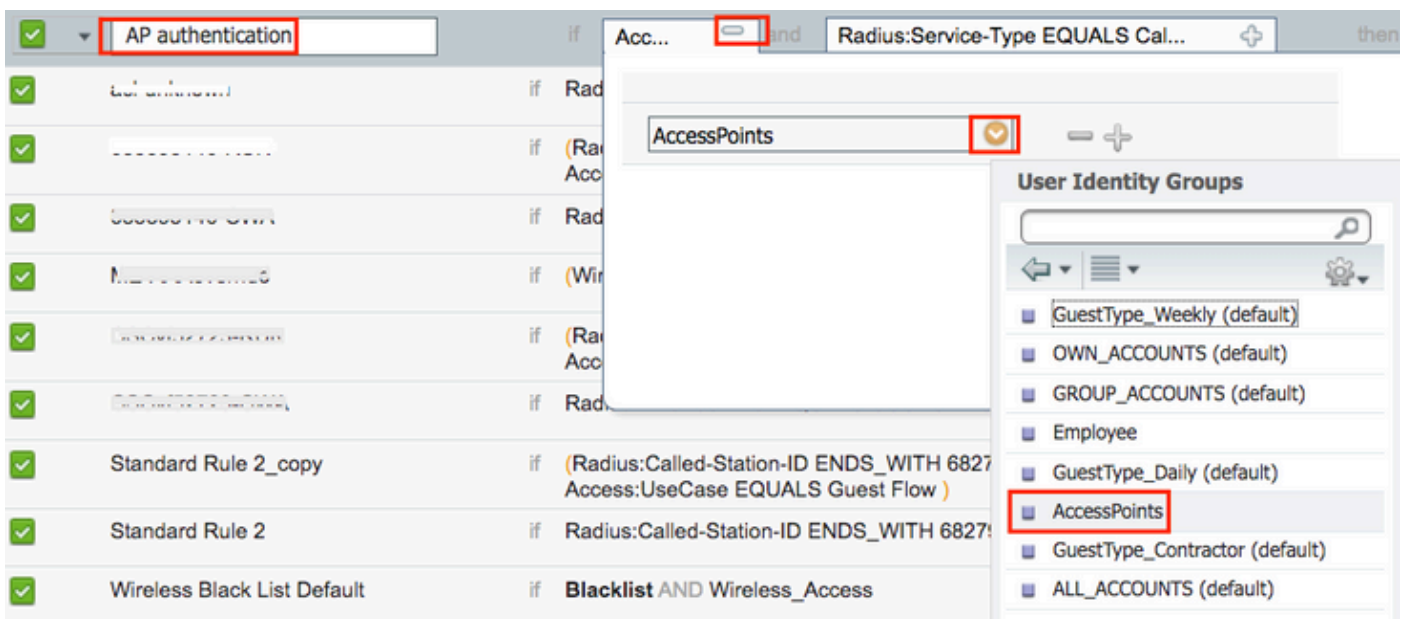 AP authentication if Acc... and Radius:Service-Type EQUALS Cal... then
if Rad
AccessPoints
if (Rad
Acc
User Identity Groups
if Rad
if (Wir
GuestType_Weekly (default)
if (Rad
Acc
OWN_ACCOUNTS (default)
GROUP_ACCOUNTS (default)
if Rad
Employee
Standard Rule 2_copy if (Radius:Called-Station-ID ENDS_WITH 6827
Access:UseCase EQUALS Guest Flow )
GuestType_Daily (default)
AccessPoints
Standard Rule 2 if Radius:Called-Station-ID ENDS_WITH 6827
GuestType_Contractor (default)
Wireless Black List Default if Blacklist AND Wireless_Access
ALL_ACCOUNTS (default)